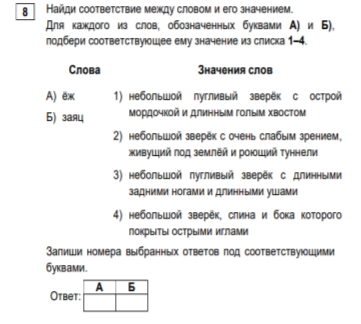 8 Найди соответствие между словом и его значением.
Для каждого из слов, обозначенных буквами А) и Б),
подбери соответствующее ему значение из списка 1–4.
Слова Значения слов
А) ёж 1) небольшой пугливый зверёк с острой
мордочкой и длинным голым хвостом
Б) заяц
2) небольшой зверёк с очень слабым зрением,
живущий под землёй и роющий туннели
3) небольшой пугливый зверёк с длинными
задними ногами и длинными ушами
4) небольшой зверёк, спина и бока которого
покрыты острыми иглами
Запиши номера выбранных ответов под соответствующими
буквами.
А Б
Ответ: